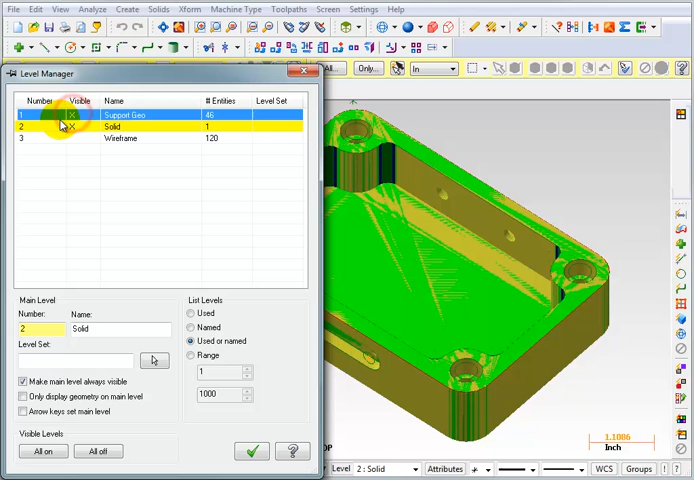 File Edit View Analyze Create Solids Xform Machine Type Toolpaths Screen Settings Help
All... Only... In
Level Manager
Number Visible Name # Entities Level Set
1 X Support Geo 46
2 X Solid 1
3 Wireframe 120
Main Level
Number: Name:
2 Solid
Level Set:
Make main level always visible
Only display geometry on main level
Arrow keys set main level
Visible Levels
All on All off
List Levels
Used
Named
Used or named
Range
1
1000
1.1086
Inch
OP
Level 2 : Solid Attributes WCS Groups ! ?